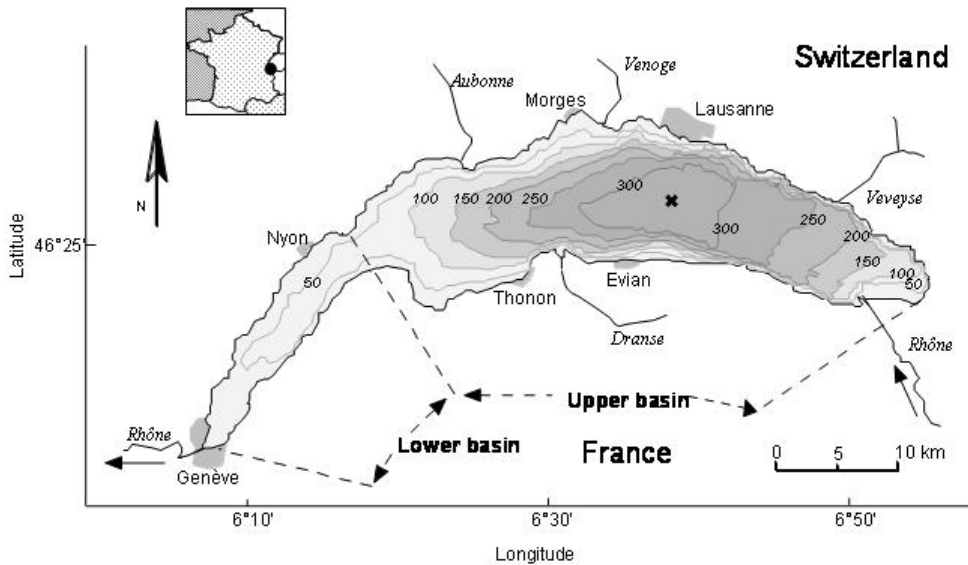 Switzerland
Venoge
Aubonne
Morges
Lausanne
N
300
100
150
200
250
300
250
200
150
100
50
Veveyse
Latitude
46°25'
Nyon
50
Thonon
Evian
Dranse
Rhône
Upper basin
Lower basin
France
Rhône
Genève
0 5 10 km
6°10'
6°30'
6°50'
Longitude